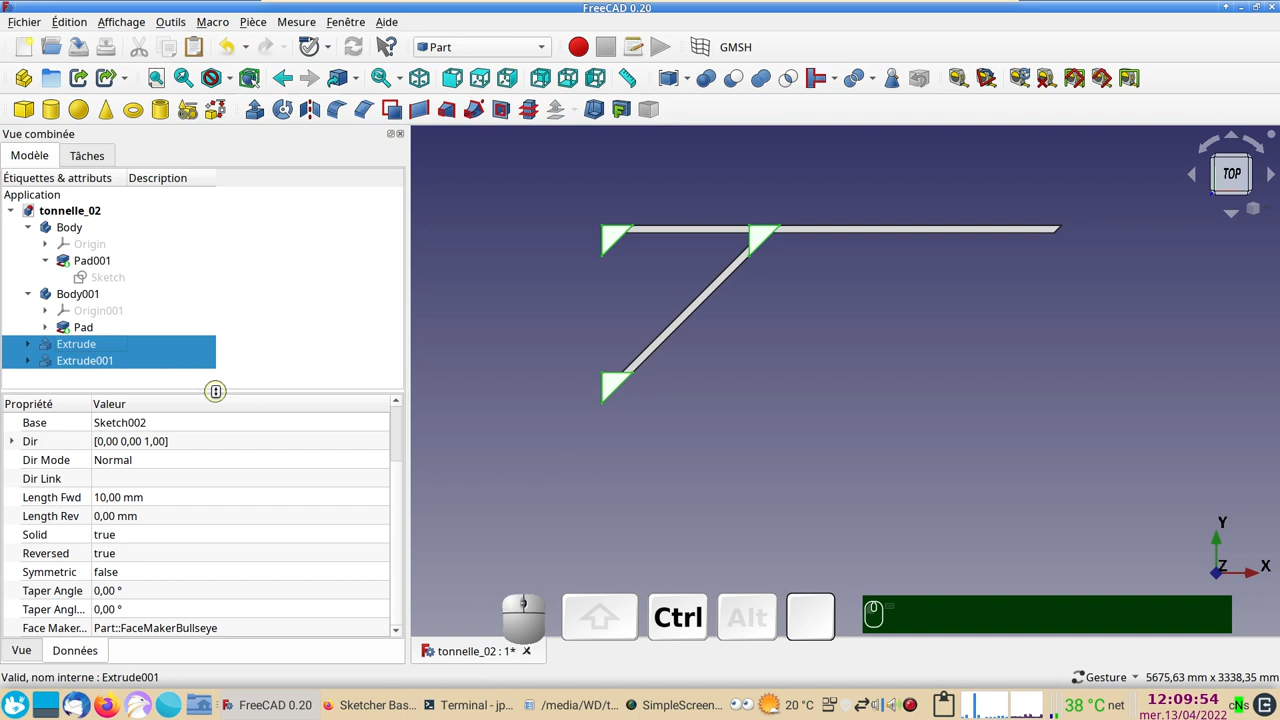 FreeCAD 0.20
Fichier Édition Affichage Outils Macro Pièce Mesure Fenêtre Aide
Part GMSH
Vue combinée
Modèle Tâches
Étiquettes & attributs Description
Application
tonnelle_02
Body
Origin
Pad001
Sketch
Body001
Origin001
Pad
Extrude
Extrude001
Propriété Valeur
Base Sketch002
Dir [0,00 0,00 1,00]
Dir Mode Normal
Dir Link
Length Fwd 10,00 mm
Length Rev 0,00 mm
Solid true
Reversed true
Symmetric false
Taper Angle 0,00 °
Taper Angl... 0,00 °
Face Maker... Part::FaceMakerBullseye
Vue Données
TOP
Y
Z X
Ctrl Alt
tonnelle_02 : 1*
Valid, nom interne : Extrude001
Gesture 5675,63 mm x 3338,35 mm
FreeCAD 0.20 Sketcher Bas... Terminal - jp... /media/WD/t... SimpleScreen... 20 °C 38 °C net 12:09:54
mer.13/04/2022